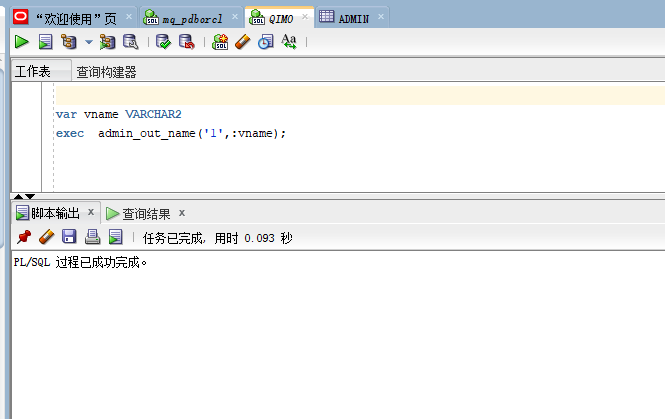 “欢迎使用”页 mq_pdborcl QIMO ADMIN
工作表 查询构建器
var vname VARCHAR2
exec  admin_out_name('1',:vname);
脚本输出 x 查询结果 x
任务已完成, 用时 0.093 秒
PL/SQL 过程已成功完成。